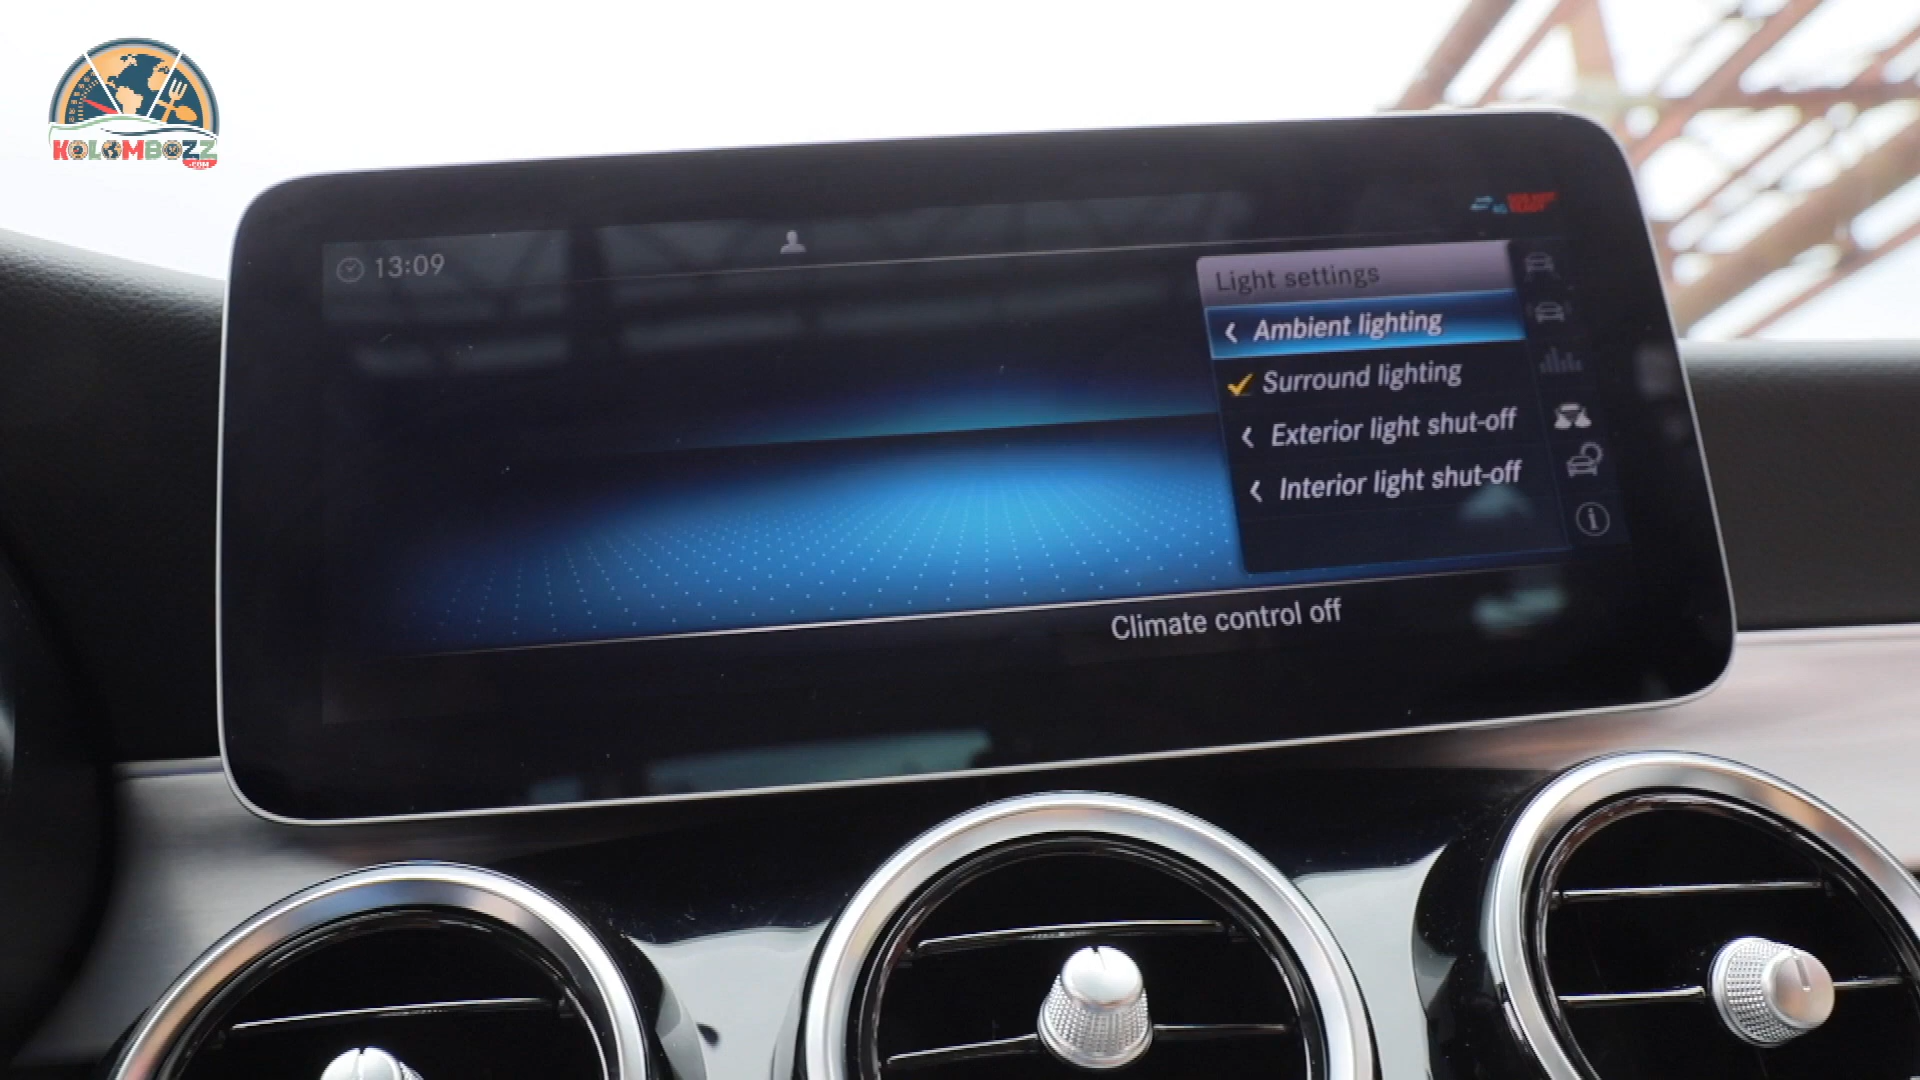 KOLOMBOZZ
.COM
13:09
Light settings
Ambient lighting
Surround lighting
Exterior light shut-off
Interior light shut-off
Climate control off